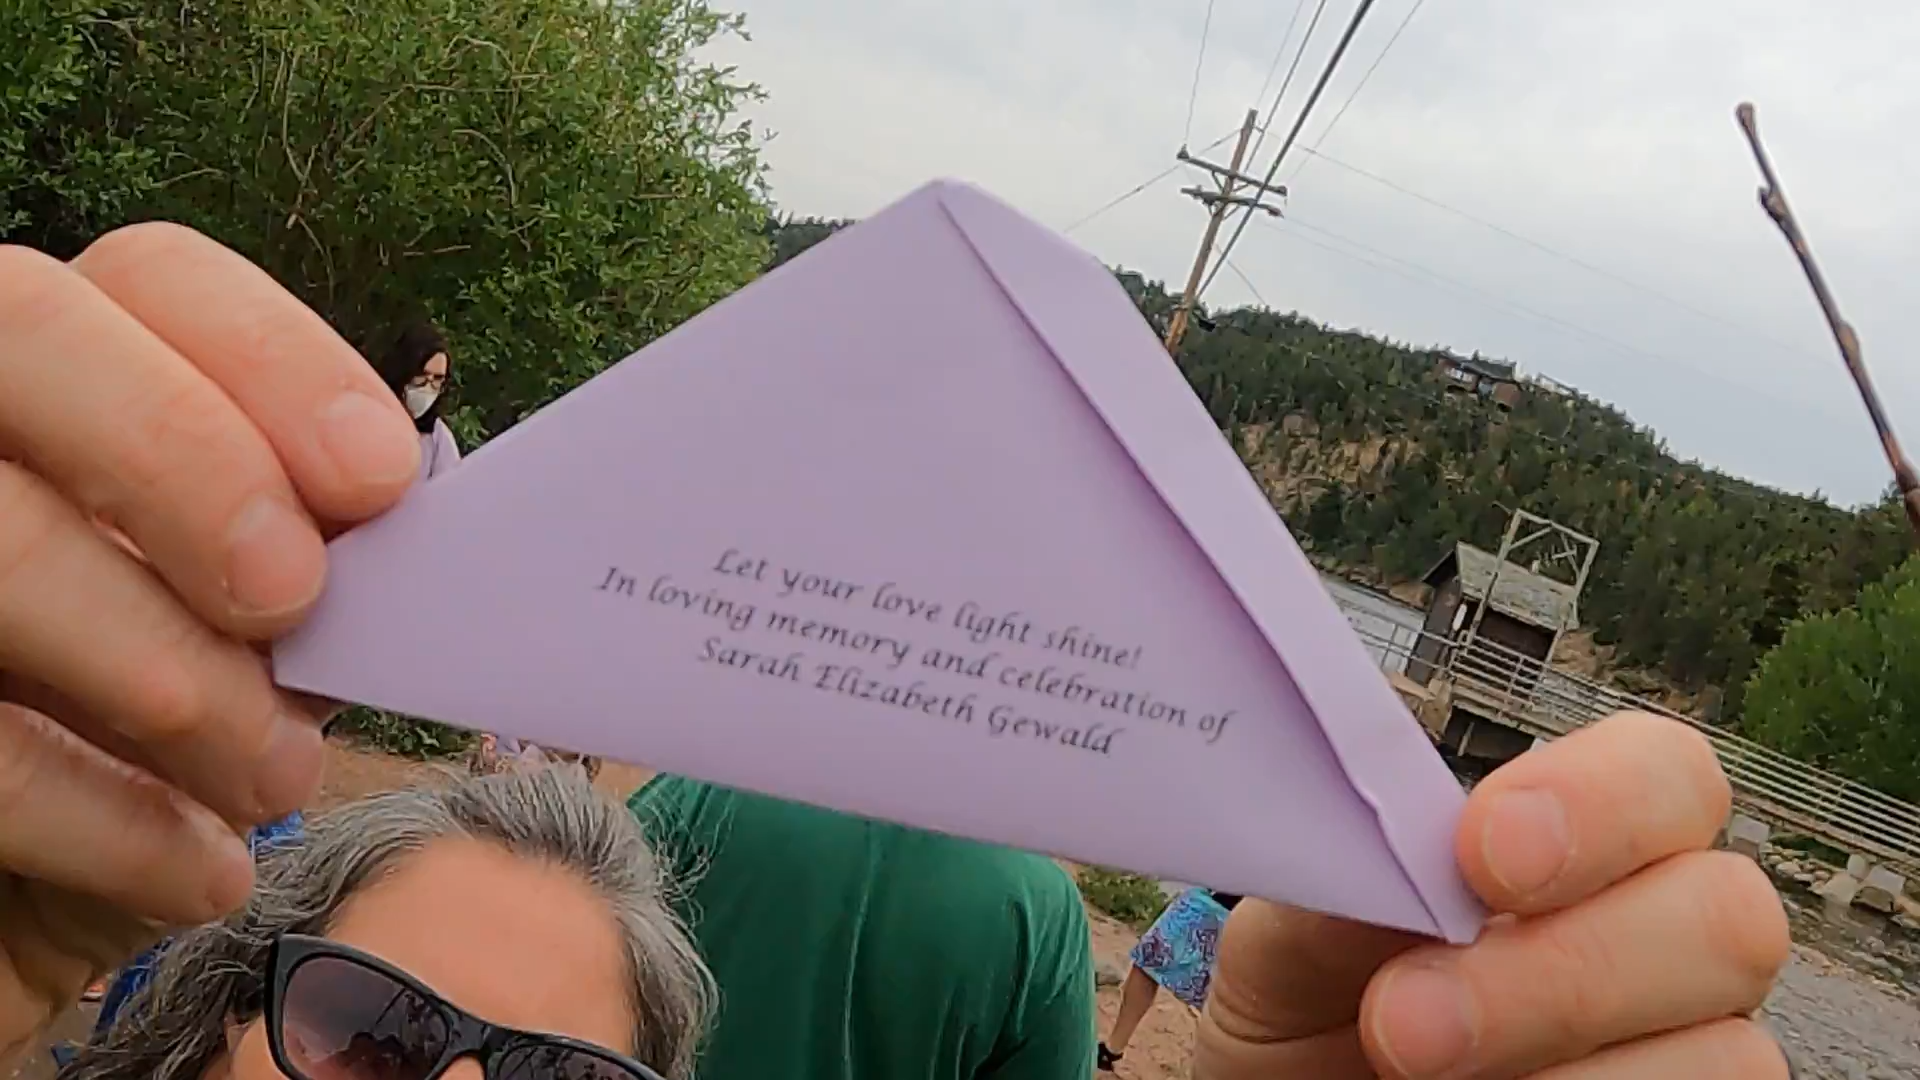 Let your love light shine!
In loving memory and celebration of
Sarah Elizabeth Gewald